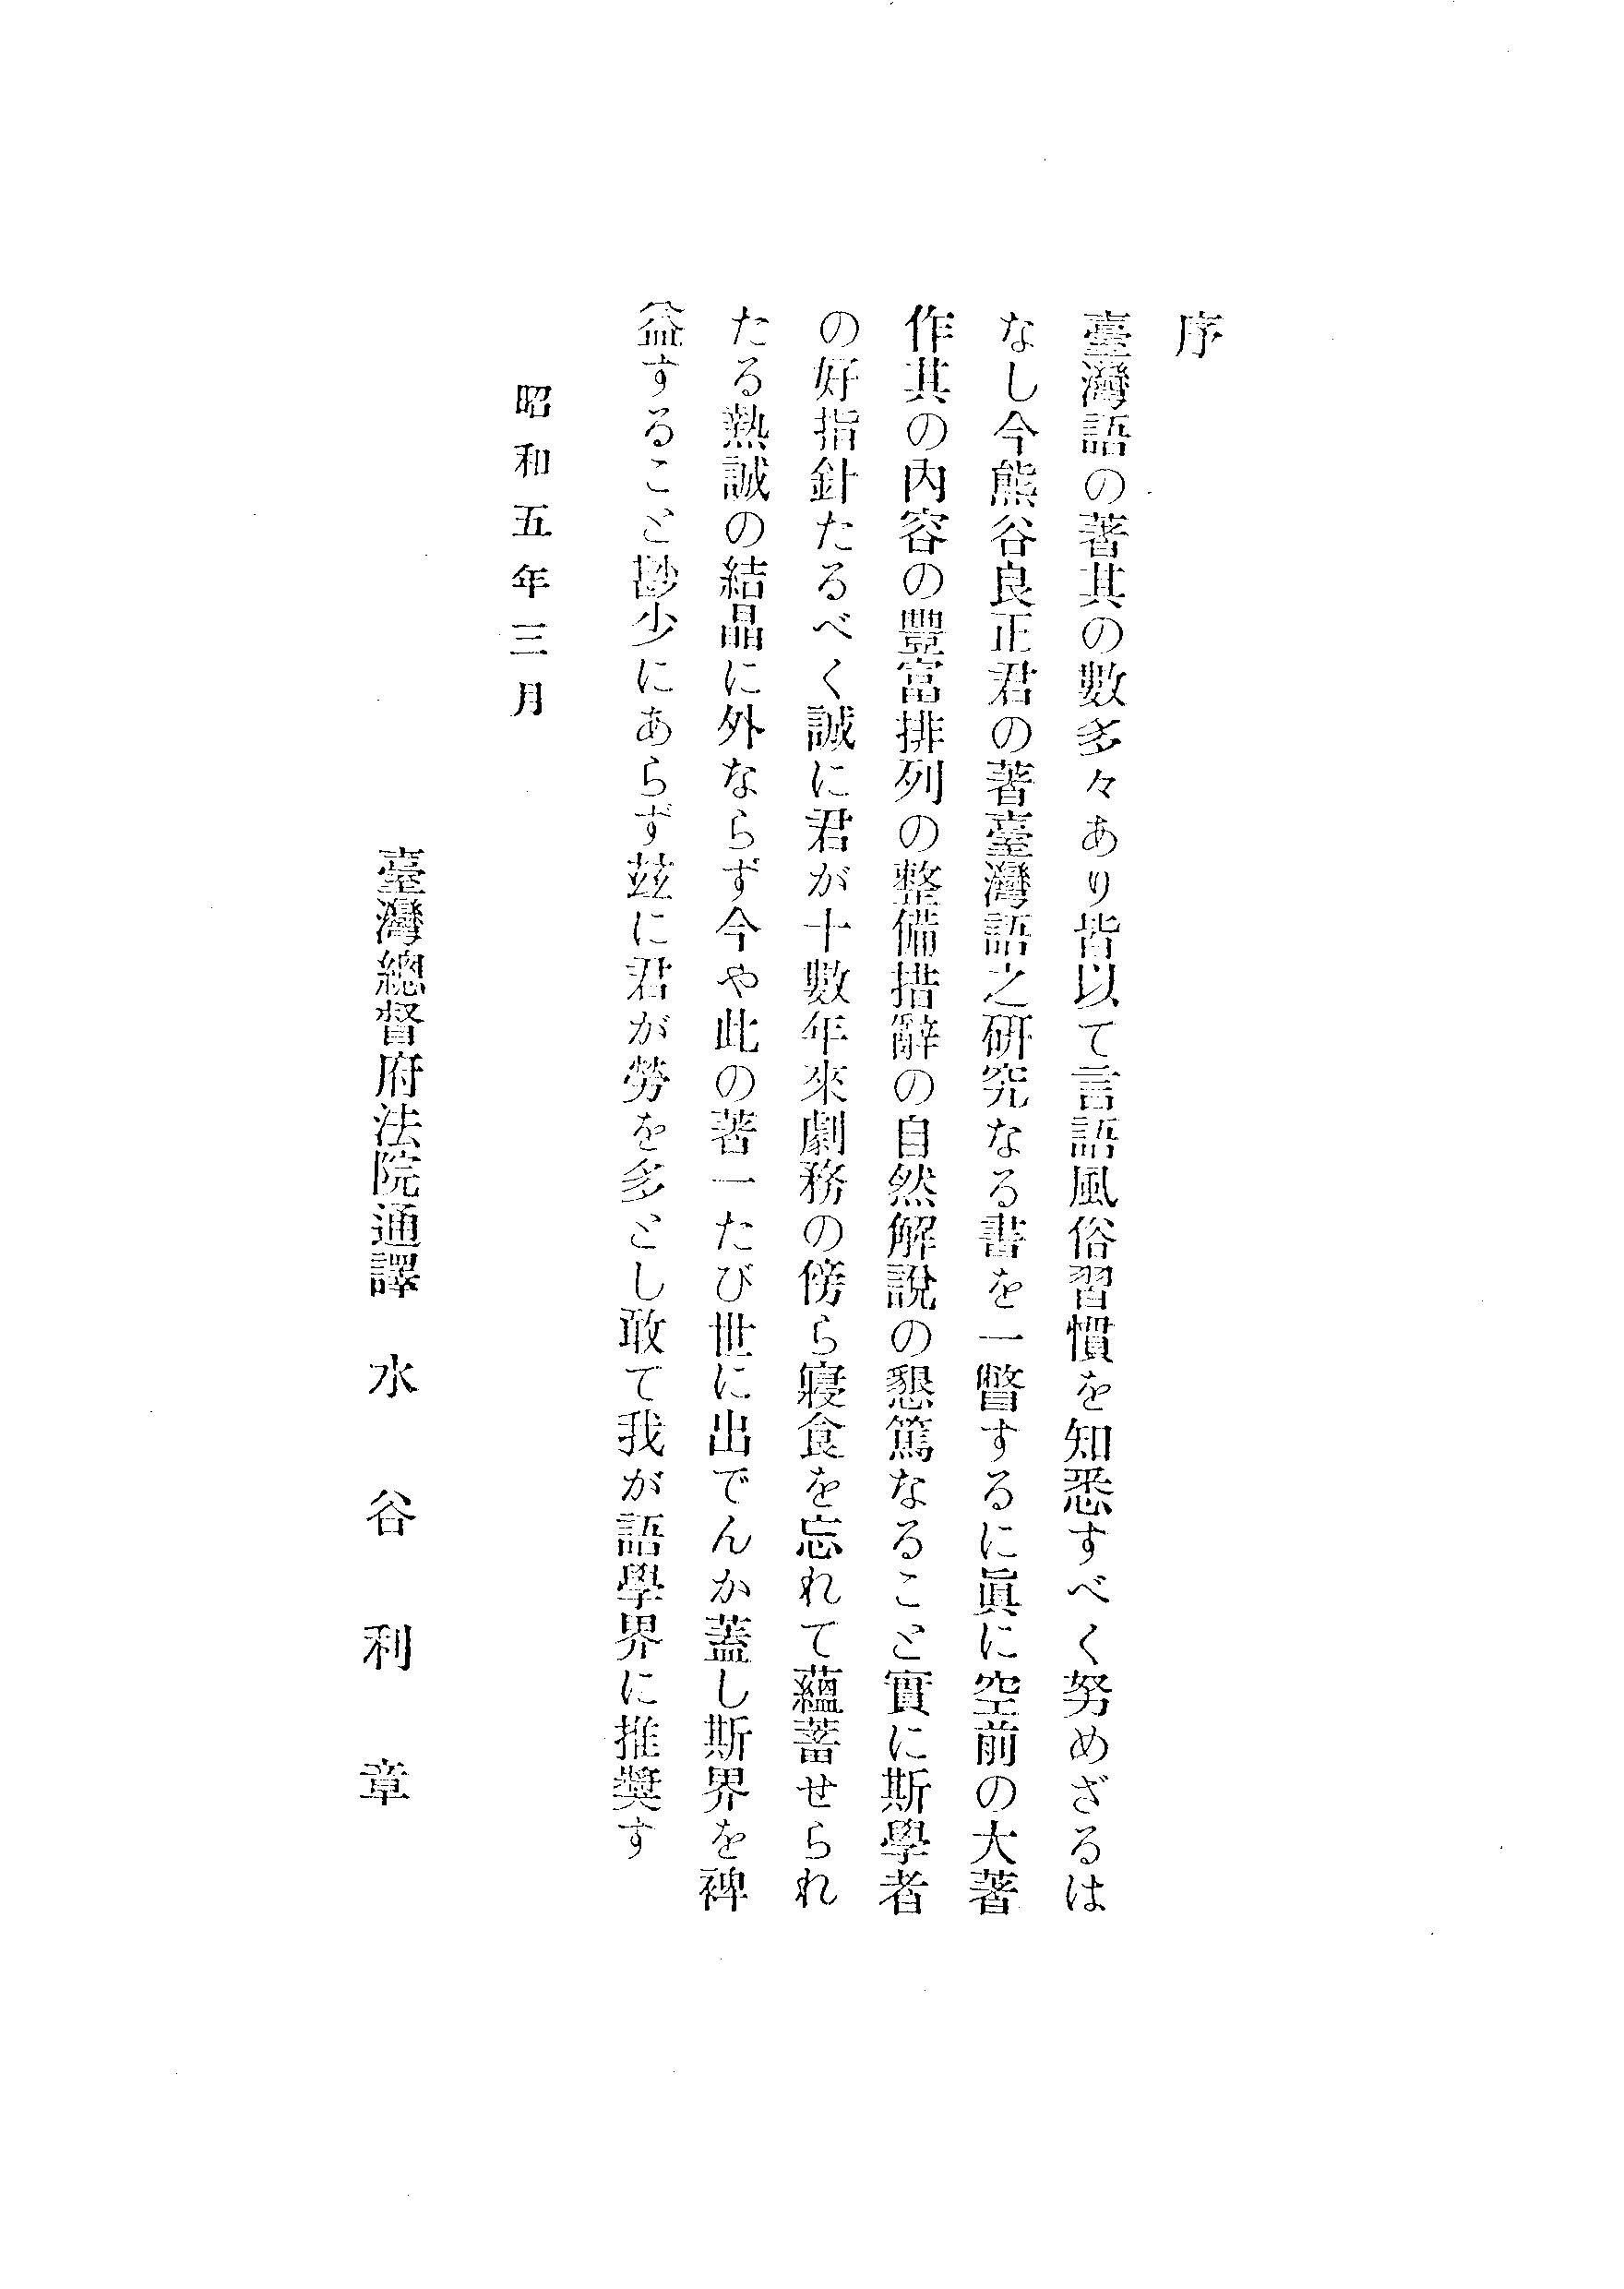 序
臺灣語の著其の數多々あり皆以て言語風俗習慣を知悉すべく努めざるは
なし今熊谷良正君の著臺灣語之研究なる書を一瞥するに眞に空前の大著
作其の内容の豐富排列の整備措辭の自然解說の懇篤なること實に斯學者
の好指針たるべく誠に君が十數年來劇務の傍ら寢食を忘れて蘊蓄せられ
たる熱誠の結晶に外ならず今や此の著一たび世に出でんか蓋し斯界を裨
益すること尠少にあらず玆に君が勞を多とし敢て我が語學界に推奬す
昭和五年三月
臺灣總督府法院通譯 水谷利章